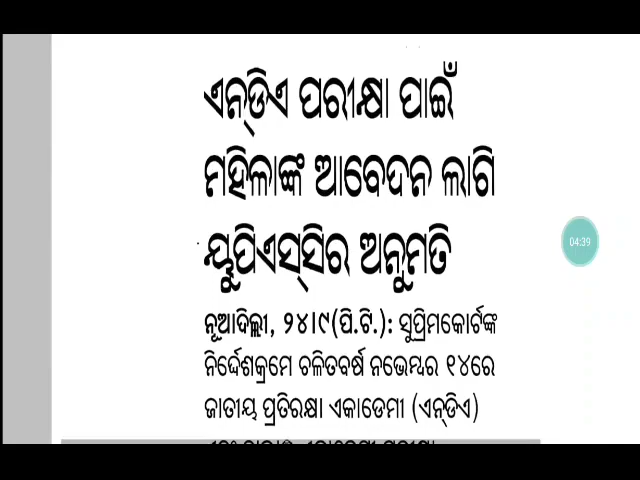 ଏନ୍‌ଡିଏ ପରୀକ୍ଷା ପାଇଁ
ମହିଳାଙ୍କ ଆବେଦନ ଲାଗି
ୟୁପିଏସ୍‌ସିର ଅନୁମତି
ନୂଆଦିଲ୍ଲୀ, ୨୪।୯(ପି.ଟି.): ସୁପ୍ରିମକୋର୍ଟଙ୍କ
ନିର୍ଦ୍ଦେଶକ୍ରମେ ଚଳିତବର୍ଷ ନଭେମ୍ବର ୧୪ରେ
ଜାତୀୟ ପ୍ରତିରକ୍ଷା ଏକାଡେମୀ (ଏନ୍‌ଡିଏ)
04:39